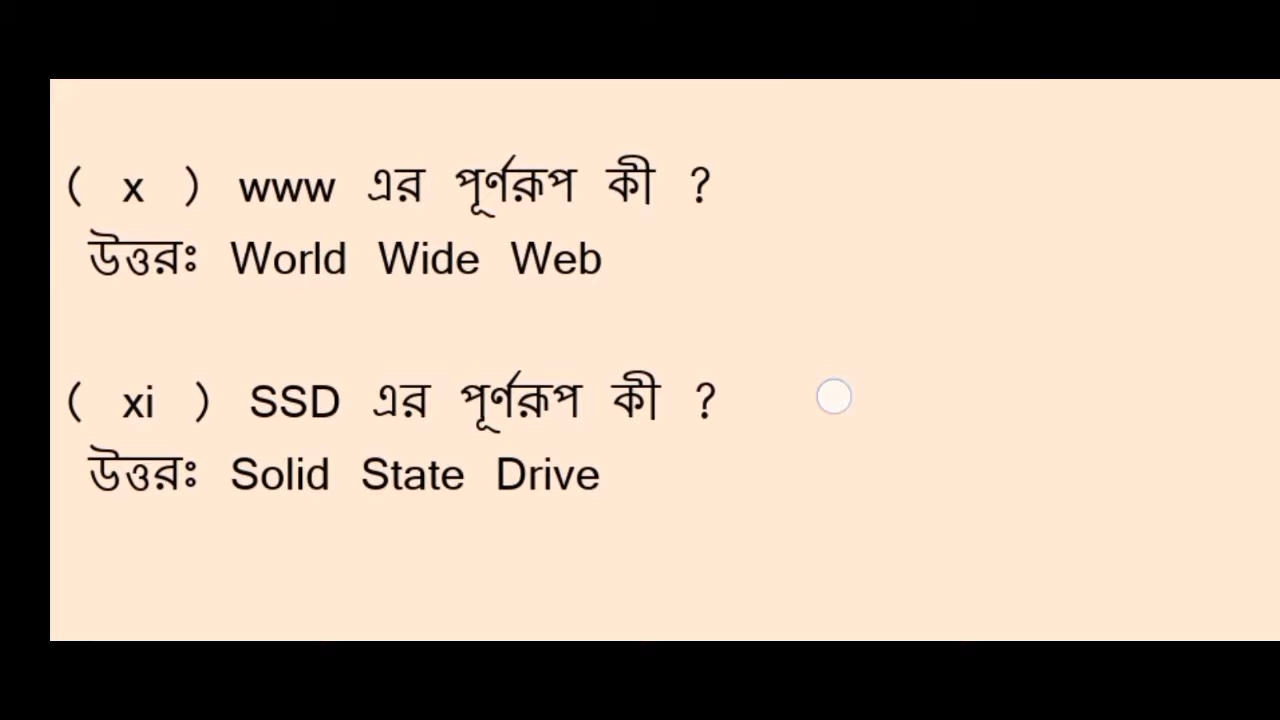 ( x ) www এর পূর্ণরূপ কী ?
উত্তরঃ World Wide Web
( xi ) SSD এর পূর্ণরূপ কী ?
উত্তরঃ Solid State Drive